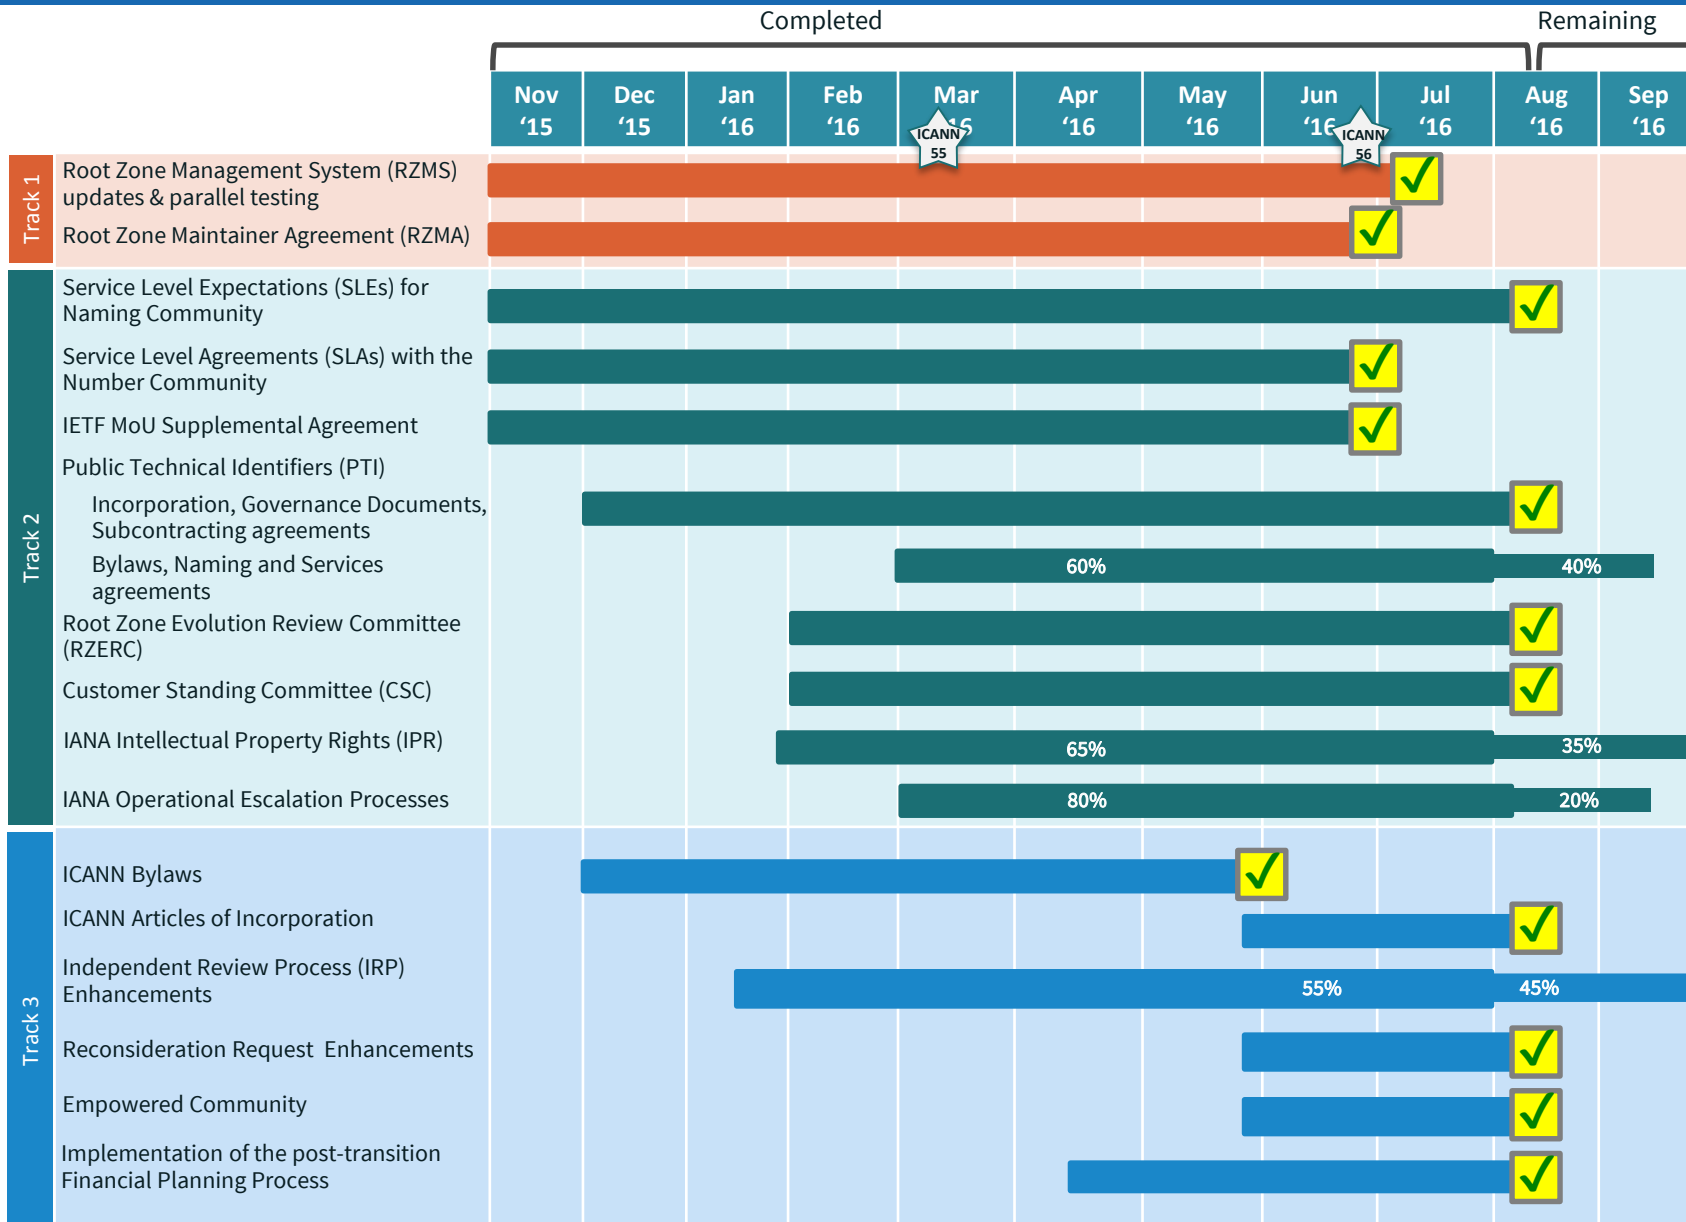 Completed
Remaining
Nov Dec Jan Feb Mar Apr May Jun Jul Aug Sep
‘15 ‘15 ‘16 ‘16 16 ‘16 ‘16 ‘16 ‘16 ‘16 ‘16
ICANN
55
ICANN
56
Track 1
Root Zone Management System (RZMS)
updates & parallel testing
Root Zone Maintainer Agreement (RZMA)
Track 2
Service Level Expectations (SLEs) for
Naming Community
Service Level Agreements (SLAs) with the
Number Community
IETF MoU Supplemental Agreement
Public Technical Identifiers (PTI)
Incorporation, Governance Documents,
Subcontracting agreements
Bylaws, Naming and Services
agreements
60% 40%
Root Zone Evolution Review Committee
(RZERC)
Customer Standing Committee (CSC)
IANA Intellectual Property Rights (IPR)
65% 35%
IANA Operational Escalation Processes
80% 20%
Track 3
ICANN Bylaws
ICANN Articles of Incorporation
Independent Review Process (IRP)
Enhancements
55% 45%
Reconsideration Request Enhancements
Empowered Community
Implementation of the post-transition
Financial Planning Process